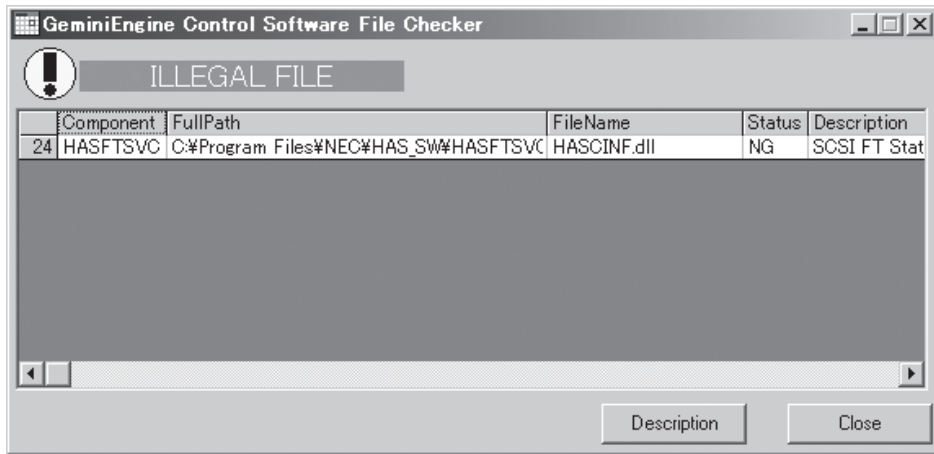 GeminiEngine Control Software File Checker
ILLEGAL FILE
Component FullPath FileName Status Description
24 HASFTSVC C:¥Program Files¥NEC¥HAS_SW¥HASFTSVC HASCINF.dll NG SCSI FT Stat
Description Close